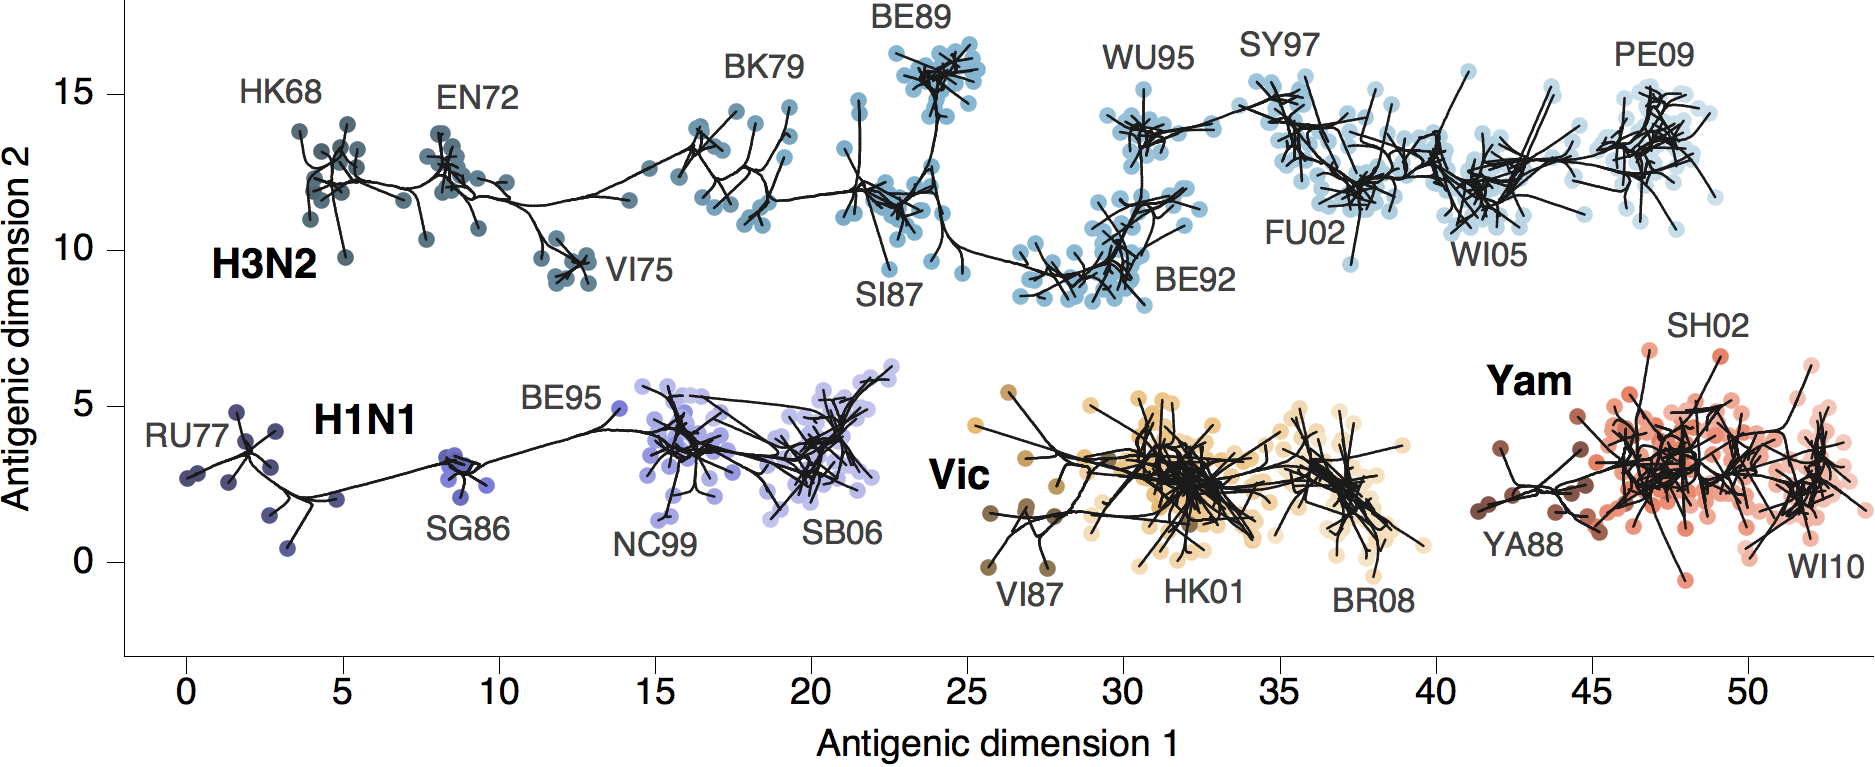 BE89
SY97
WU95
PE09
BK79
HK68
EN72
15
FU02
WI05
10
H3N2
VI75
SI87
BE92
SH02
Yam
5
BE95
H1N1
RU77
Vic
SG86
NC99
SB06
YA88
WI10
0
VI87
HK01
BR08
Antigenic dimension 2
0 5 10 15 20 25 30 35 40 45 50
Antigenic dimension 1